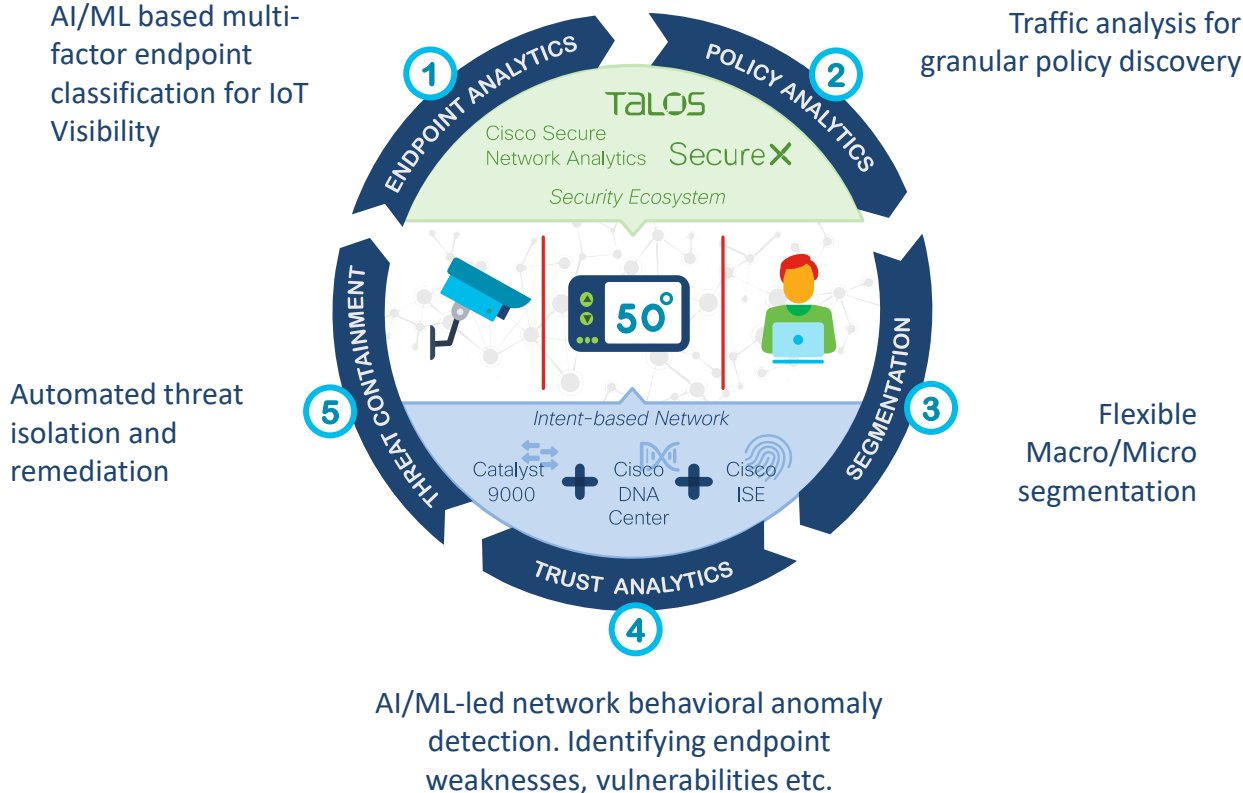 AI/ML based multi-
factor endpoint
classification for IoT
Visibility
1
ENDPOINT ANALYTICS
Traffic analysis for
granular policy discovery
2
POLICY ANALYTICS
TALOS
Cisco Secure
Network Analytics
SecureX
Security Ecosystem
50°
Intent-based Network
Catalyst
9000
Cisco
DNA
Center
Cisco
ISE
3
SEGMENTATION
Flexible
Macro/Micro
segmentation
TRUST ANALYTICS
4
AI/ML-led network behavioral anomaly
detection. Identifying endpoint
weaknesses, vulnerabilities etc.
5
THREAT CONTAINMENT
Automated threat
isolation and
remediation